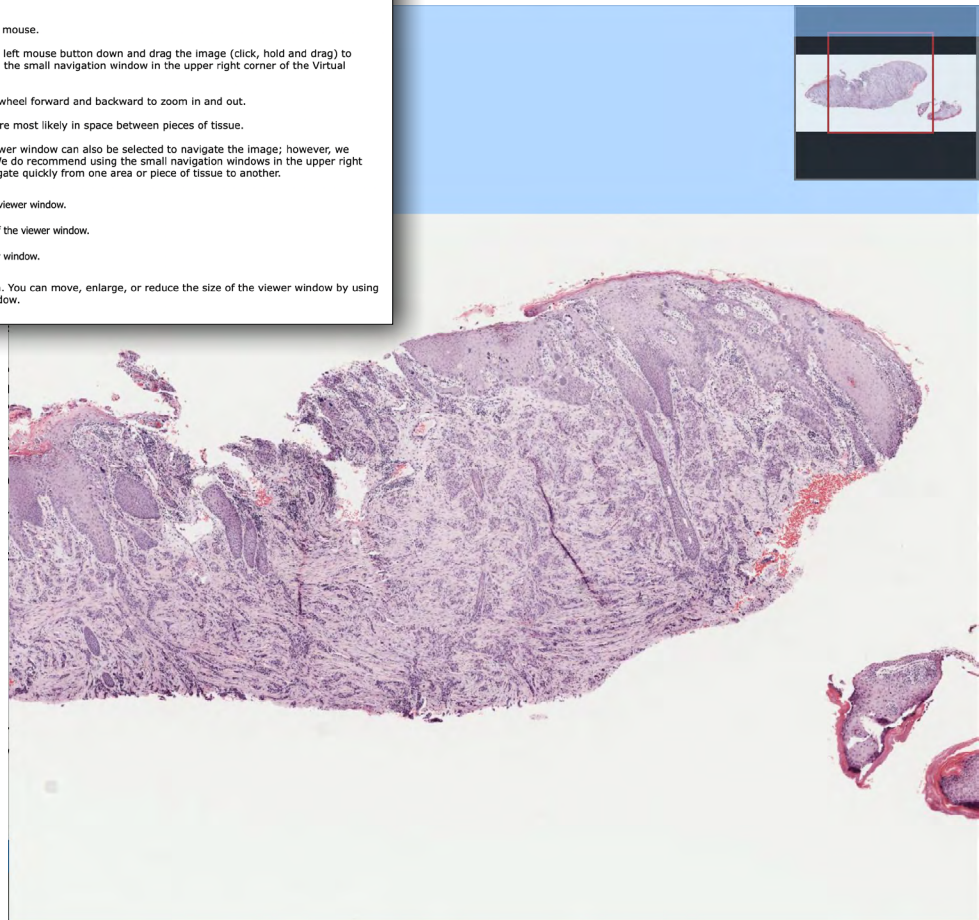 mouse.
left mouse button down and drag the image (click, hold and drag) to
the small navigation window in the upper right corner of the Virtual
wheel forward and backward to zoom in and out.
re most likely in space between pieces of tissue.
wer window can also be selected to navigate the image; however, we
e do recommend using the small navigation windows in the upper right
gate quickly from one area or piece of tissue to another.
viewer window.
the viewer window.
window.
. You can move, enlarge, or reduce the size of the viewer window by using
dow.